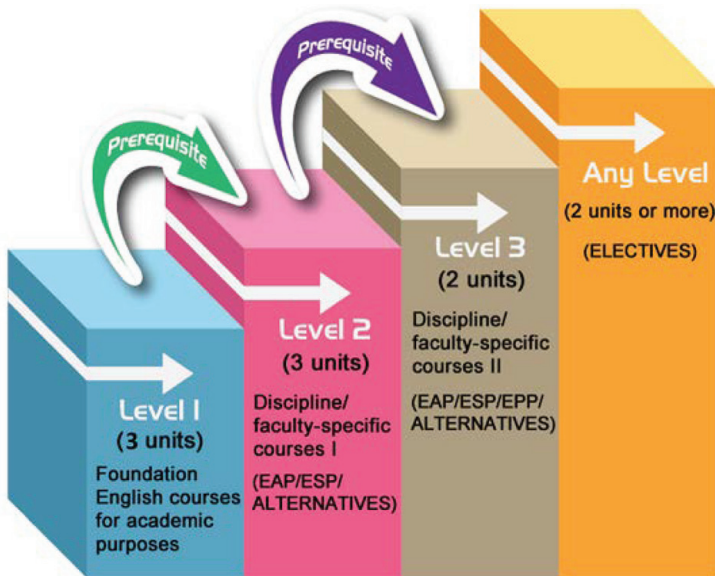 Prerequisite
Prerequisite
Level 1
(3 units)
Foundation
English courses
for academic
purposes
Level 2
(3 units)
Discipline/
faculty-specific
courses I
(EAP/ESP/
ALTERNATIVES)
Level 3
(2 units)
Discipline/
faculty-specific
courses II
(EAP/ESP/EPP/
ALTERNATIVES)
Any Level
(2 units or more)
(ELECTIVES)